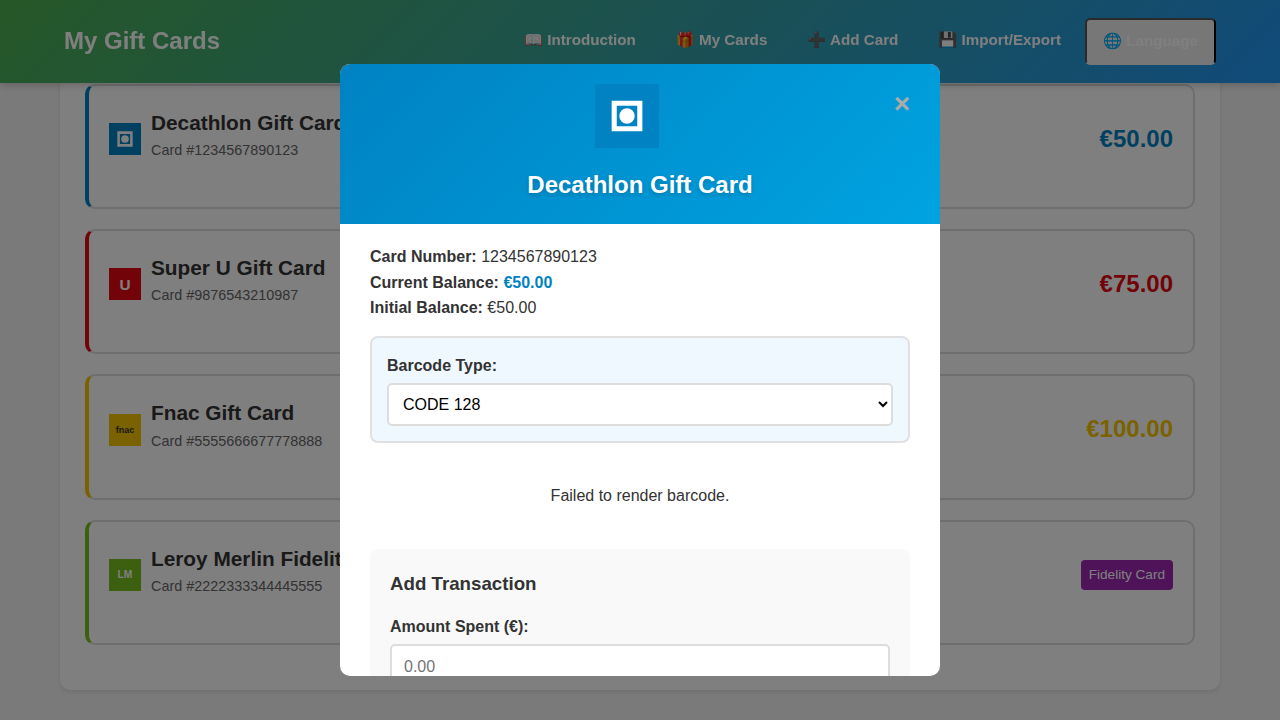 My Gift Cards
📖 Introduction
🎁 My Cards
➕ Add Card
💾 Import/Export
🌐 Language
Decathlon Gift Card
Card #1234567890123
€50.00
U
Super U Gift Card
Card #9876543210987
€75.00
fnac
Fnac Gift Card
Card #5555666677778888
€100.00
LM
Leroy Merlin Fidelit
Card #2222333344445555
Fidelity Card
×
Decathlon Gift Card
Card Number: 1234567890123
Current Balance: €50.00
Initial Balance: €50.00
Barcode Type:
CODE 128
Failed to render barcode.
Add Transaction
Amount Spent (€):
0.00